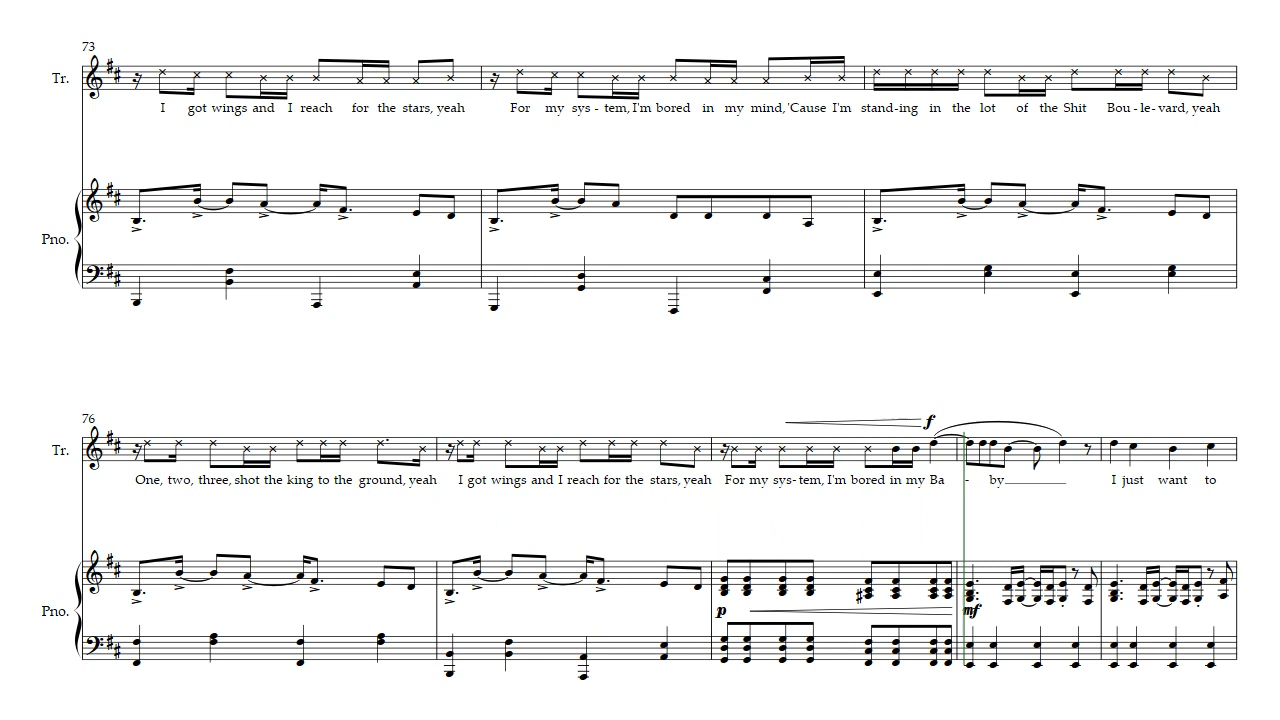 73
Tr.
I got wings and I reach for the stars, yeah For my sys - tem, I'm bored in my mind, 'Cause I'm stand-ing in the lot of the Shit Bou - le - vard, yeah
Pno.
76
f
Tr.
One, two, three, shot the king to the ground, yeah I got wings and I reach for the stars, yeah For my sys-tem, I'm bored in my Ba - by I just want to
Pno.
p mf